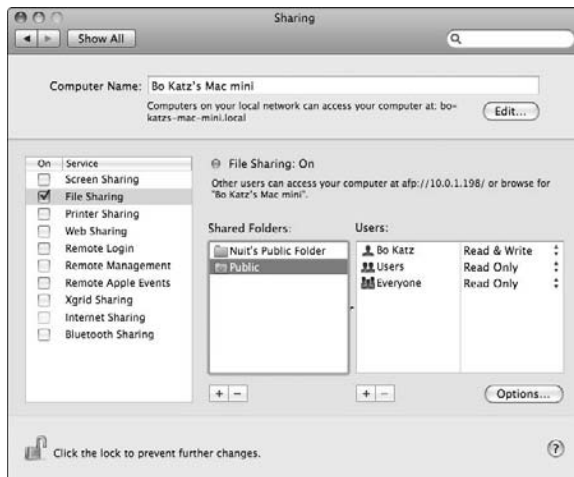 Sharing
Show All
Computer Name: Bo Katz's Mac mini
Computers on your local network can access your computer at: bo-
katzs-mac-mini.local
Edit...
On Service
Screen Sharing
File Sharing
Printer Sharing
Web Sharing
Remote Login
Remote Management
Remote Apple Events
Xgrid Sharing
Internet Sharing
Bluetooth Sharing
File Sharing: On
Other users can access your computer at afp://10.0.1.198/ or browse for
"Bo Katz's Mac mini".
Shared Folders:
Nuit's Public Folder
Public
Users:
Bo Katz Read & Write
Users Read Only
Everyone Read Only
+ −
+ −
Options...
Click the lock to prevent further changes.
?